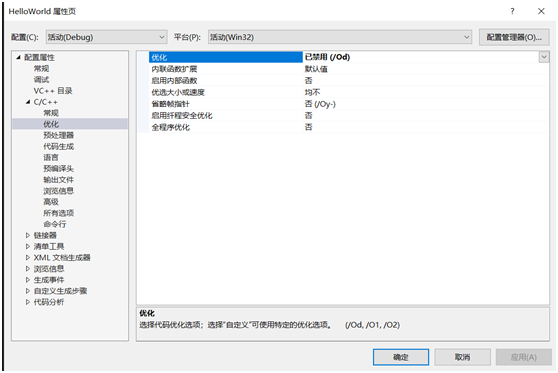 HelloWorld 属性页
配置(C): 活动(Debug) 平台(P): 活动(Win32) 配置管理器(O)...
配置属性
常规
调试
VC++ 目录
C/C++
常规
优化
预处理器
代码生成
语言
预编译头
输出文件
浏览信息
高级
所有选项
命令行
链接器
清单工具
XML 文档生成器
浏览信息
生成事件
自定义生成步骤
代码分析
优化 已禁用 (/Od)
内联函数扩展 默认值
启用内部函数 否
优选大小或速度 均不
省略帧指针 否 (/Oy-)
启用纤程安全优化 否
全程序优化 否
优化
选择代码优化选项；选择“自定义”可使用特定的优化选项。 (/Od, /O1, /O2)
确定 取消 应用(A)